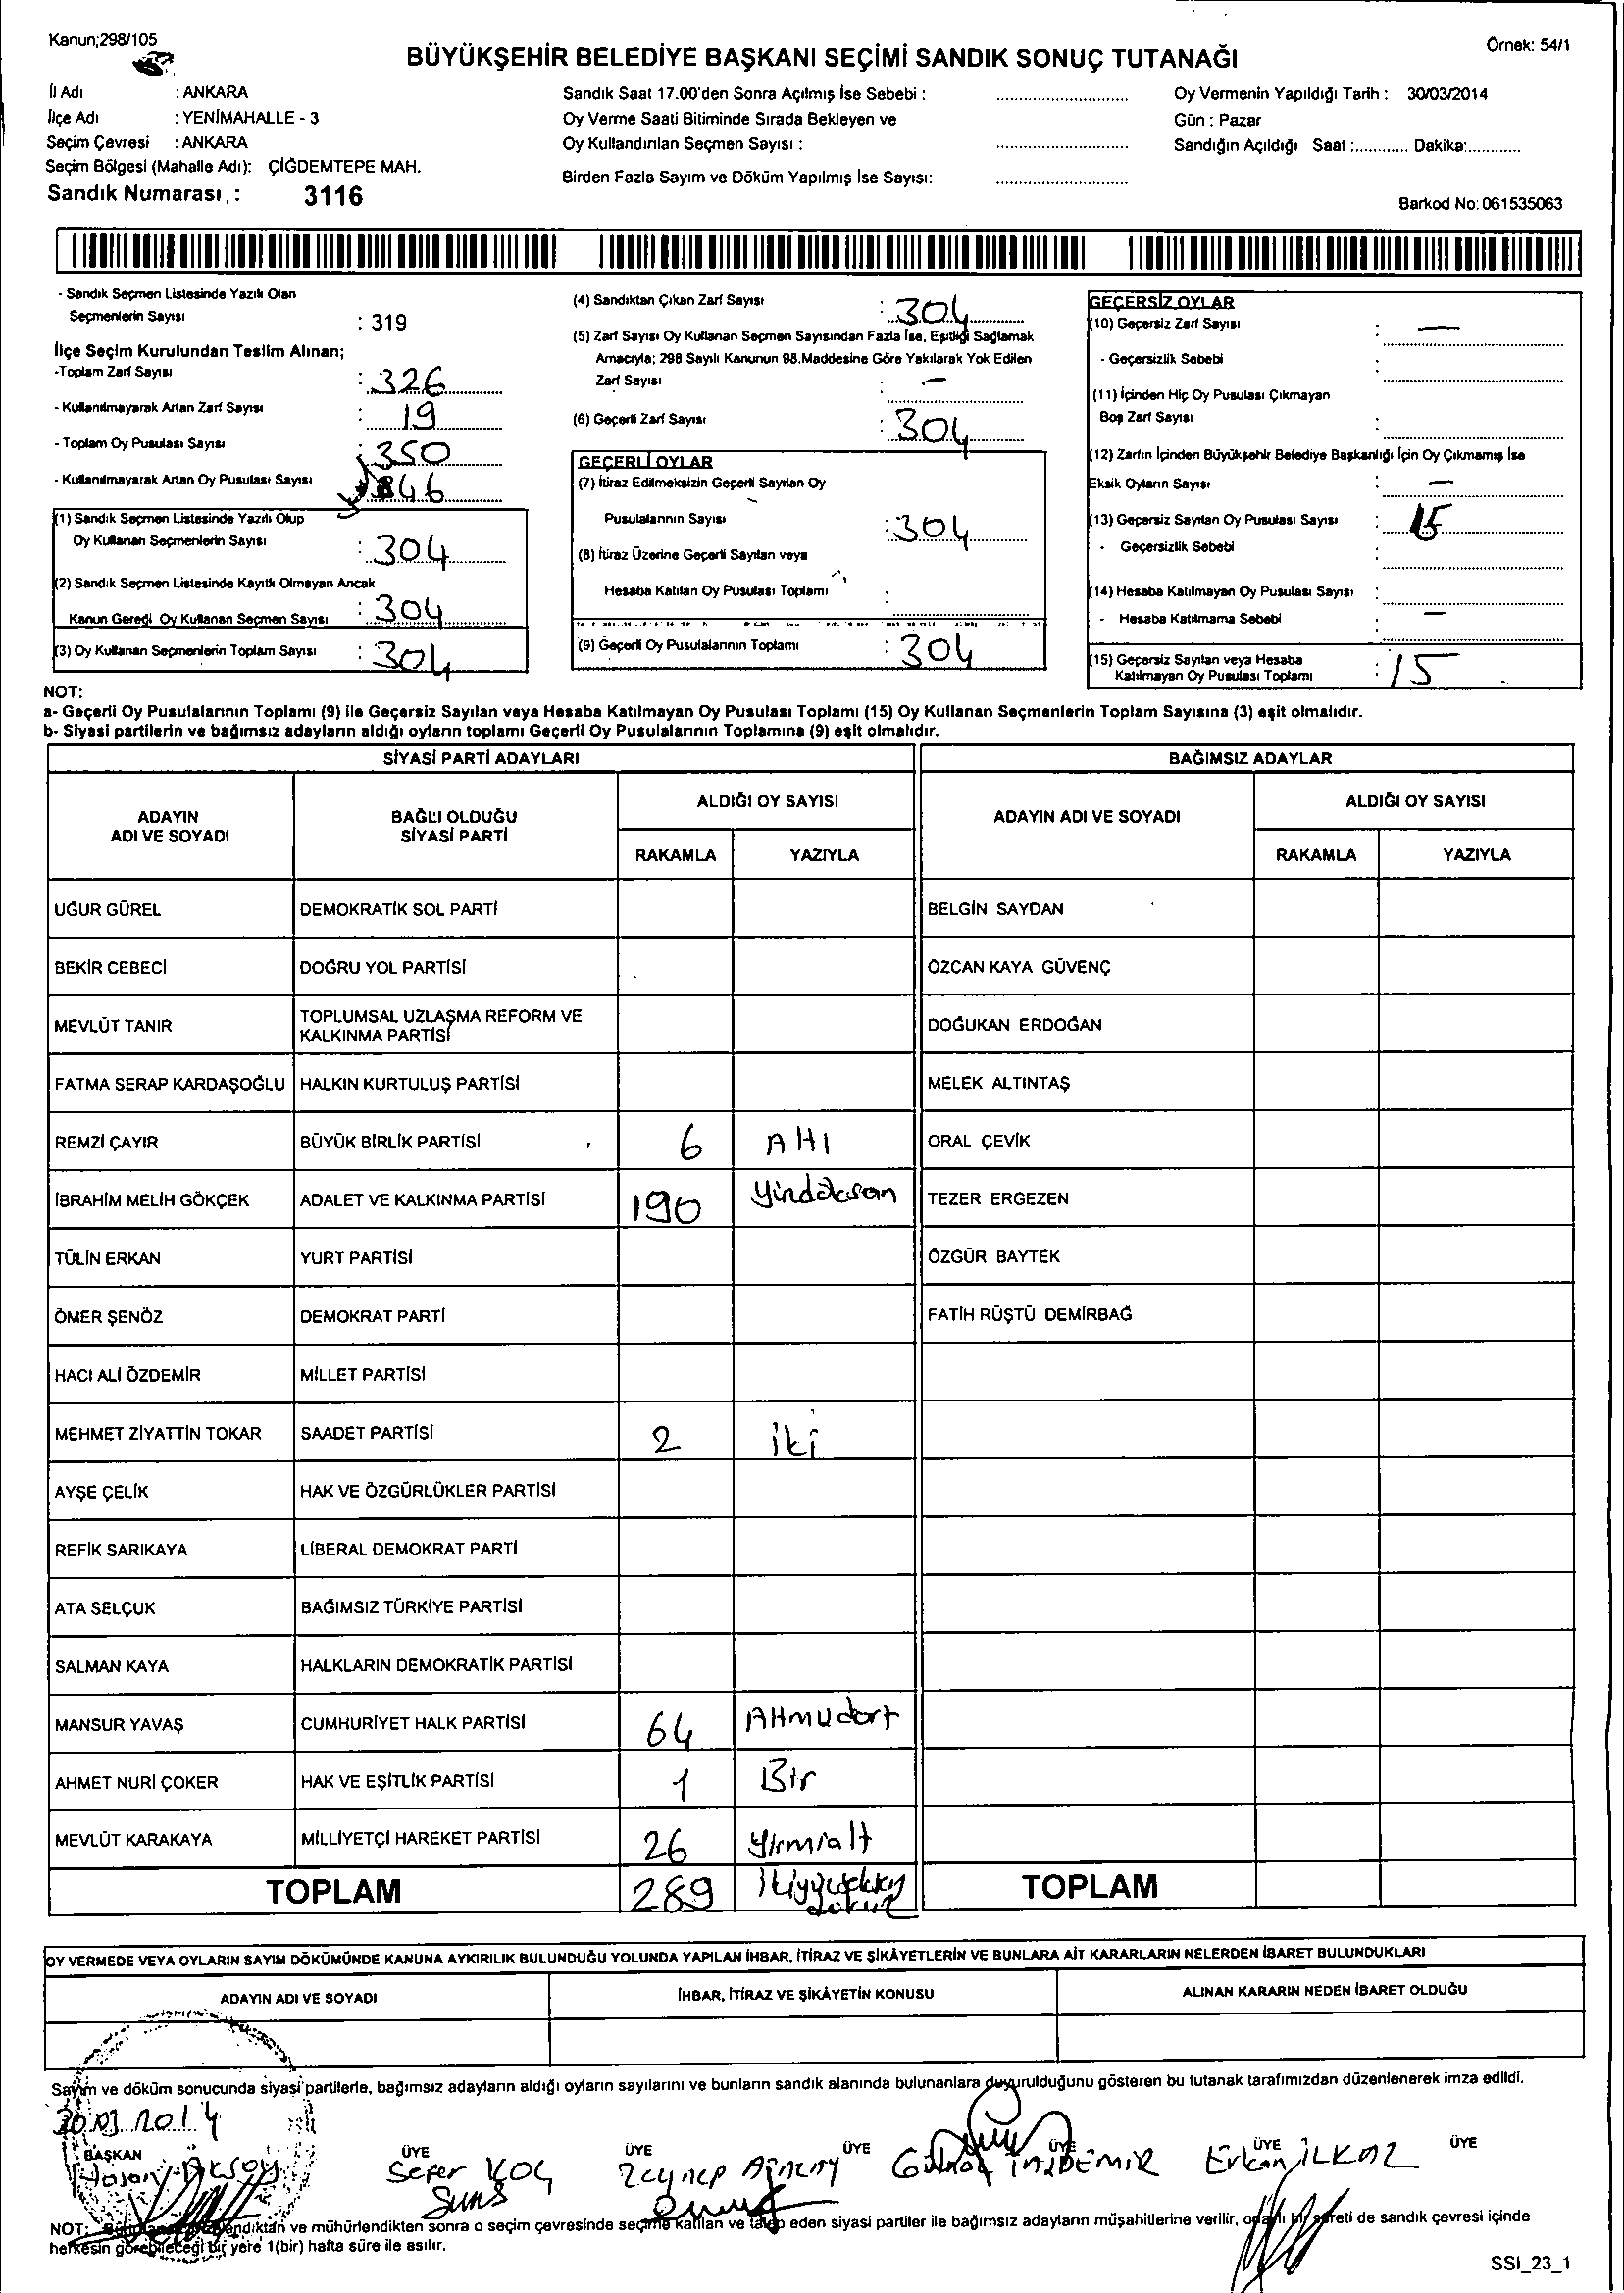 Kanun;298/105
BÜYÜKŞEHİR BELEDİYE BAŞKANI SEÇİMİ SANDIK SONUÇ TUTANAĞI
Örnek: 54/1
İl Adı : ANKARA
İlçe Adı : YENİMAHALLE - 3
Seçim Çevresi : ANKARA
Seçim Bölgesi (Mahalle Adı): ÇİĞDEMTEPE MAH.
Sandık Numarası : 3116
Sandık Saat 17.00'den Sonra Açılmış İse Sebebi :
Oy Verme Saati Bitiminde Sırada Bekleyen ve
Oy Kullandırılan Seçmen Sayısı :
Birden Fazla Sayım ve Döküm Yapılmış İse Sayısı:
Oy Vermenin Yapıldığı Tarih : 30/03/2014
Gün : Pazar
Sandığın Açıldığı Saat :............ Dakika:............
Barkod No: 061535063
- Sandık Seçmen Listesinde Yazılı Olan
Seçmenlerin Sayısı : 319
İlçe Seçim Kurulundan Teslim Alınan;
-Toplam Zarf Sayısı : 326
- Kullanılmayarak Artan Zarf Sayısı : 19
- Toplam Oy Pusulası Sayısı : 350
- Kullanılmayarak Artan Oy Pusulası Sayısı 46
(1) Sandık Seçmen Listesinde Yazılı Olup
Oy Kullanan Seçmenlerin Sayısı : 304
(2) Sandık Seçmen Listesinde Kayıtlı Olmayan Ancak
Kanun Gereği Oy Kullanan Seçmen Sayısı : 304
(3) Oy Kullanan Seçmenlerin Toplam Sayısı : 304
(4) Sandıktan Çıkan Zarf Sayısı : 304
(5) Zarf Sayısı Oy Kullanan Seçmen Sayısından Fazla İse, Eşitliği Sağlamak
Amacıyla; 298 Sayılı Kanunun 98.Maddesine Göre Yakılarak Yok Edilen
Zarf Sayısı : -
(6) Geçerli Zarf Sayısı : 304
GEÇERLİ OYLAR
(7) İtiraz Edilmeksizin Geçerli Sayılan Oy
Pusulalarının Sayısı : 304
(8) İtiraz Üzerine Geçerli Sayılan veya
Hesaba Katılan Oy Pusulası Toplamı :
(9) Geçerli Oy Pusulalarının Toplamı : 304
GEÇERSİZ OYLAR
(10) Geçersiz Zarf Sayısı : -
- Geçersizlik Sebebi :
(11) İçinden Hiç Oy Pusulası Çıkmayan
Boş Zarf Sayısı :
(12) Zarfın İçinden Büyükşehir Belediye Başkanlığı İçin Oy Çıkmamış İse
Eksik Oyların Sayısı : -
(13) Geçersiz Sayılan Oy Pusulası Sayısı : 15
- Geçersizlik Sebebi :
(14) Hesaba Katılmayan Oy Pusulası Sayısı :
- Hesaba Katılmama Sebebi : -
(15) Geçersiz Sayılan veya Hesaba
Katılmayan Oy Pusulası Toplamı : 15
NOT:
a- Geçerli Oy Pusulalarının Toplamı (9) ile Geçersiz Sayılan veya Hesaba Katılmayan Oy Pusulası Toplamı (15) Oy Kullanan Seçmenlerin Toplam Sayısına (3) eşit olmalıdır.
b- Siyasi partilerin ve bağımsız adayların aldığı oyların toplamı Geçerli Oy Pusulalarının Toplamına (9) eşit olmalıdır.
SİYASİ PARTİ ADAYLARI BAĞIMSIZ ADAYLAR
ADAYIN ADI VE SOYADI BAĞLI OLDUĞU SİYASİ PARTİ ALDIĞI OY SAYISI ADAYIN ADI VE SOYADI ALDIĞI OY SAYISI
RAKAMLA YAZIYLA RAKAMLA YAZIYLA
UĞUR GÜREL DEMOKRATİK SOL PARTİ BELGİN SAYDAN
BEKİR CEBECİ DOĞRU YOL PARTİSİ ÖZCAN KAYA GÜVENÇ
MEVLÜT TANIR TOPLUMSAL UZLAŞMA REFORM VE KALKINMA PARTİSİ DOĞUKAN ERDOĞAN
FATMA SERAP KARDAŞOĞLU HALKIN KURTULUŞ PARTİSİ MELEK ALTINTAŞ
REMZİ ÇAYIR BÜYÜK BİRLİK PARTİSİ 6 Altı ORAL ÇEVİK
İBRAHİM MELİH GÖKÇEK ADALET VE KALKINMA PARTİSİ 190 Yüzdoksan TEZER ERGEZEN
TÜLİN ERKAN YURT PARTİSİ ÖZGÜR BAYTEK
ÖMER ŞENÖZ DEMOKRAT PARTİ FATİH RÜŞTÜ DEMİRBAĞ
HACI ALİ ÖZDEMİR MİLLET PARTİSİ
MEHMET ZİYATTİN TOKAR SAADET PARTİSİ 2 iki
AYŞE ÇELİK HAK VE ÖZGÜRLÜKLER PARTİSİ
REFİK SARIKAYA LİBERAL DEMOKRAT PARTİ
ATA SELÇUK BAĞIMSIZ TÜRKİYE PARTİSİ
SALMAN KAYA HALKLARIN DEMOKRATİK PARTİSİ
MANSUR YAVAŞ CUMHURİYET HALK PARTİSİ 64 Altmıdört
AHMET NURİ ÇOKER HAK VE EŞİTLİK PARTİSİ 1 Bir
MEVLÜT KARAKAYA MİLLİYETÇİ HAREKET PARTİSİ 26 Yirmialt
TOPLAM 289 TOPLAM
OY VERMEDE VEYA OYLARIN SAYIM DÖKÜMÜNDE KANUNA AYKIRILIK BULUNDUĞU YOLUNDA YAPILAN İHBAR, İTİRAZ VE ŞİKÂYETLERİN VE BUNLARA AİT KARARLARIN NELERDEN İBARET BULUNDUKLARI
ADAYIN ADI VE SOYADI İHBAR, İTİRAZ VE ŞİKÂYETİN KONUSU ALINAN KARARIN NEDEN İBARET OLDUĞU
Sayım ve döküm sonucunda siyasi partilerle, bağımsız adayların aldığı oyların sayılarını ve bunların sandık alanında bulunanlara duyurulduğunu gösteren bu tutanak tarafımızdan düzenlenerek imza edildi.
30.03.2014
BAŞKAN ÜYE ÜYE ÜYE ÜYE ÜYE ÜYE
Hasan Aksoy Sefer KOÇ Zeynep Erkan İLKAZ
NOT: ve mühürlendikten sonra o seçim çevresinde seçime katılan ve talep eden siyasi partiler ile bağımsız adayların müşahitlerine verilir, onaylı bir sureti de sandık çevresi içinde
herkesin görebileceği bir yere 1(bir) hafta süre ile asılır.
SSI_23_1